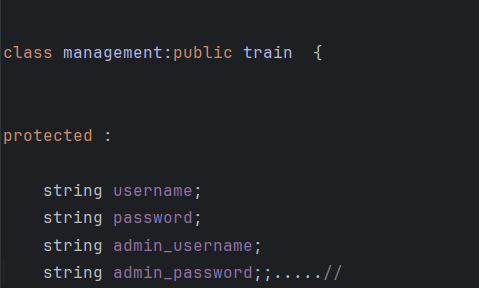 class management:public train  {
protected :
string username;
string password;
string admin_username;
string admin_password;;.....//